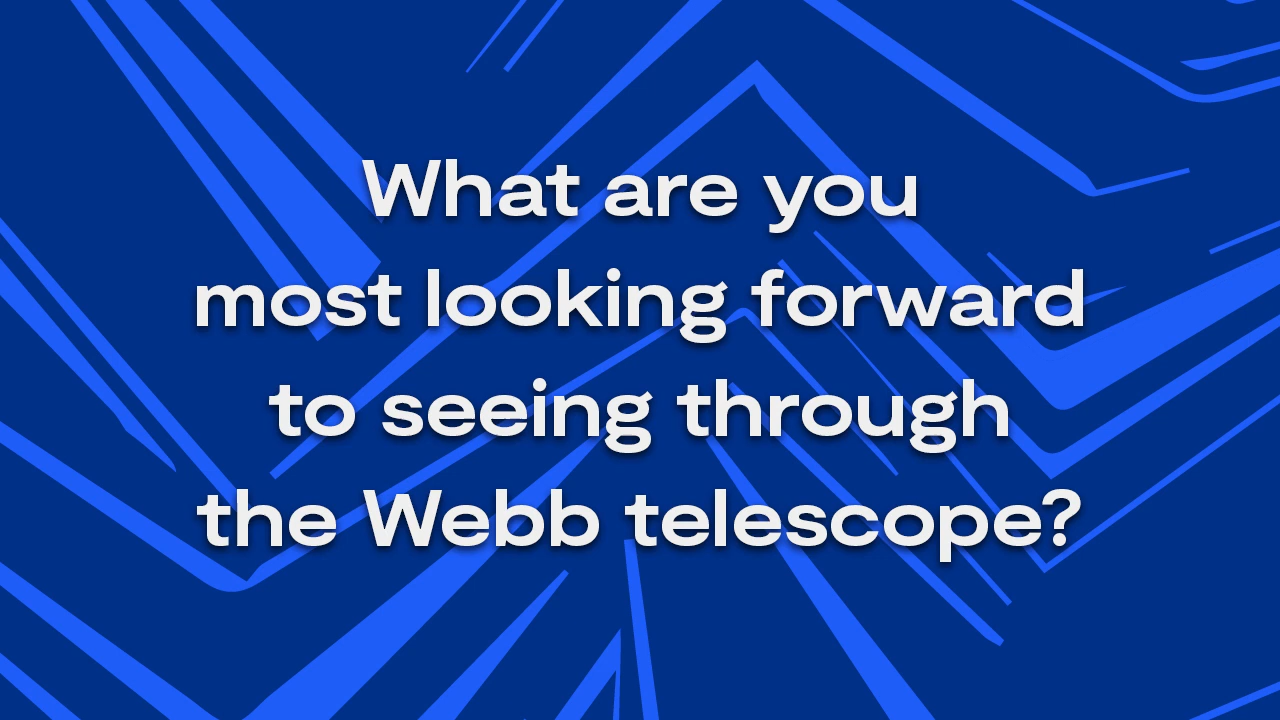 What are you
most looking forward
to seeing through
the Webb telescope?